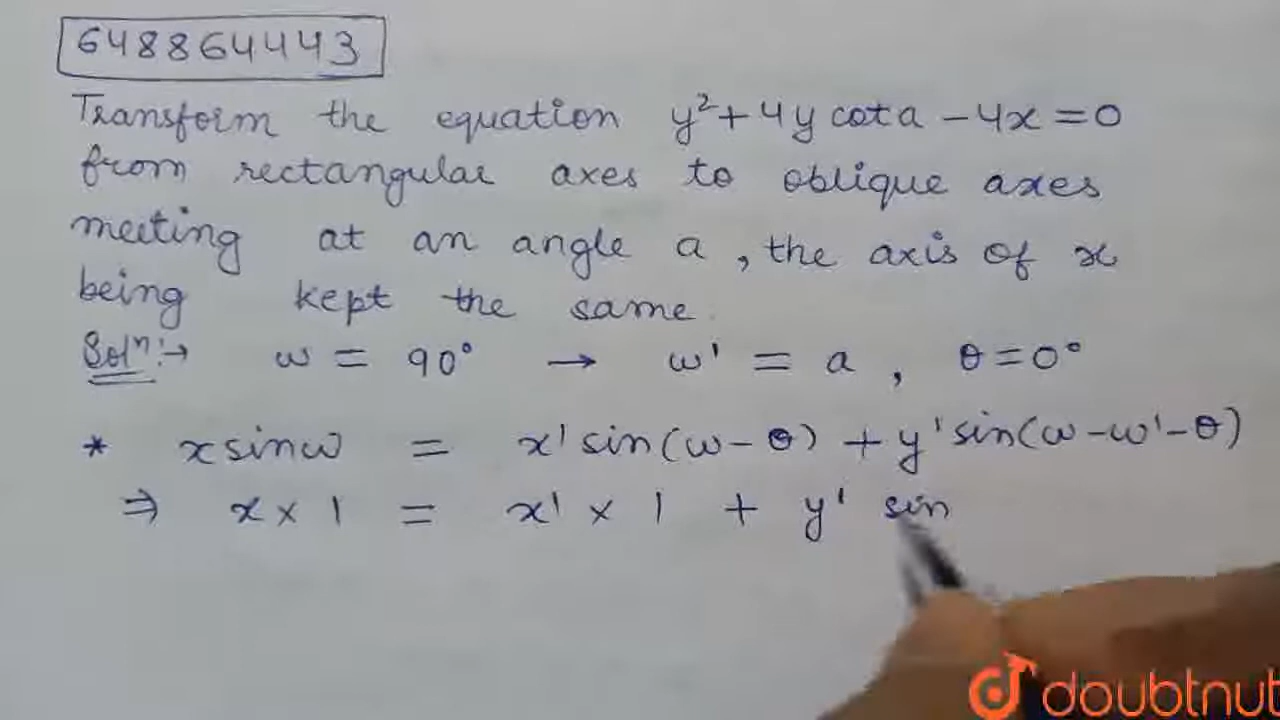 648864443
Transform the equation y²+4y cot a -4x=0
from rectangular axes to oblique axes
meeting at an angle a, the axis of x
being kept the same.
Solⁿ:→ w = 90° → w' = a, θ=0°
* x sinw = x' sin(w-θ) + y' sin(w-w'-θ)
⇒ x × 1 = x' × 1 + y' sin
doubtnut